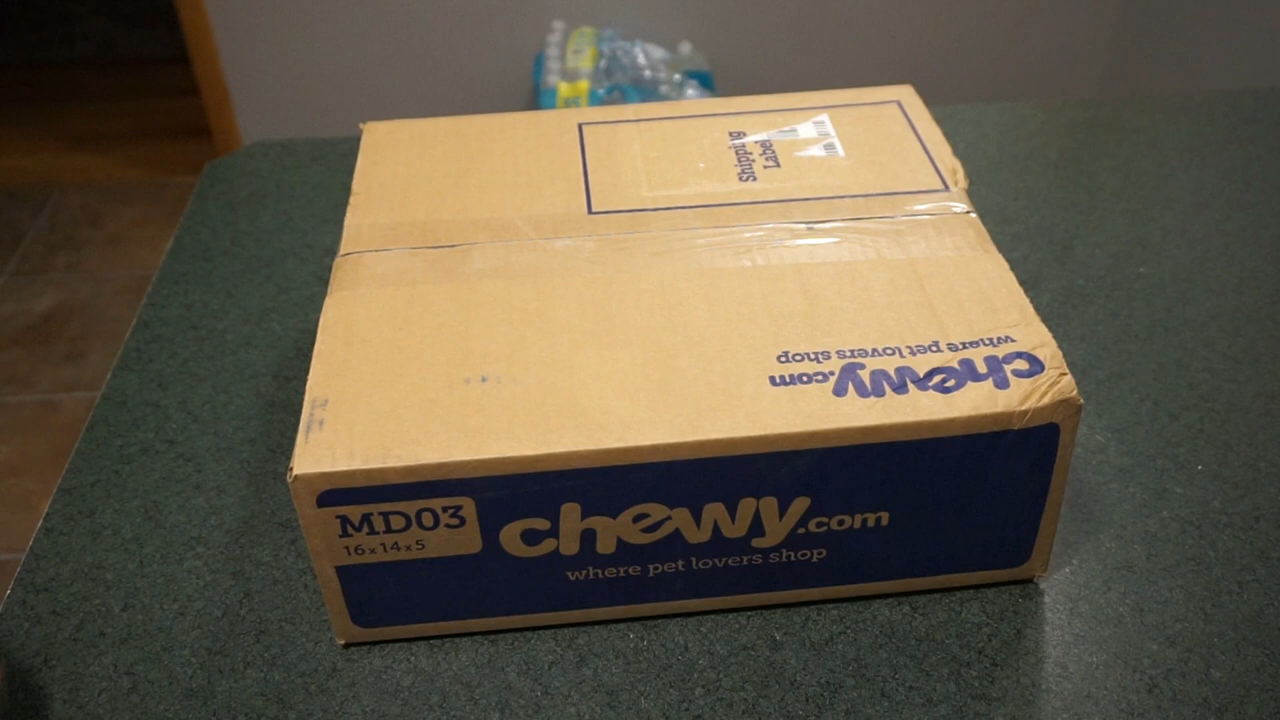 Shipping
Label
chewy.com
where pet lovers shop
MD03
16x14x5
chewy.com
where pet lovers shop